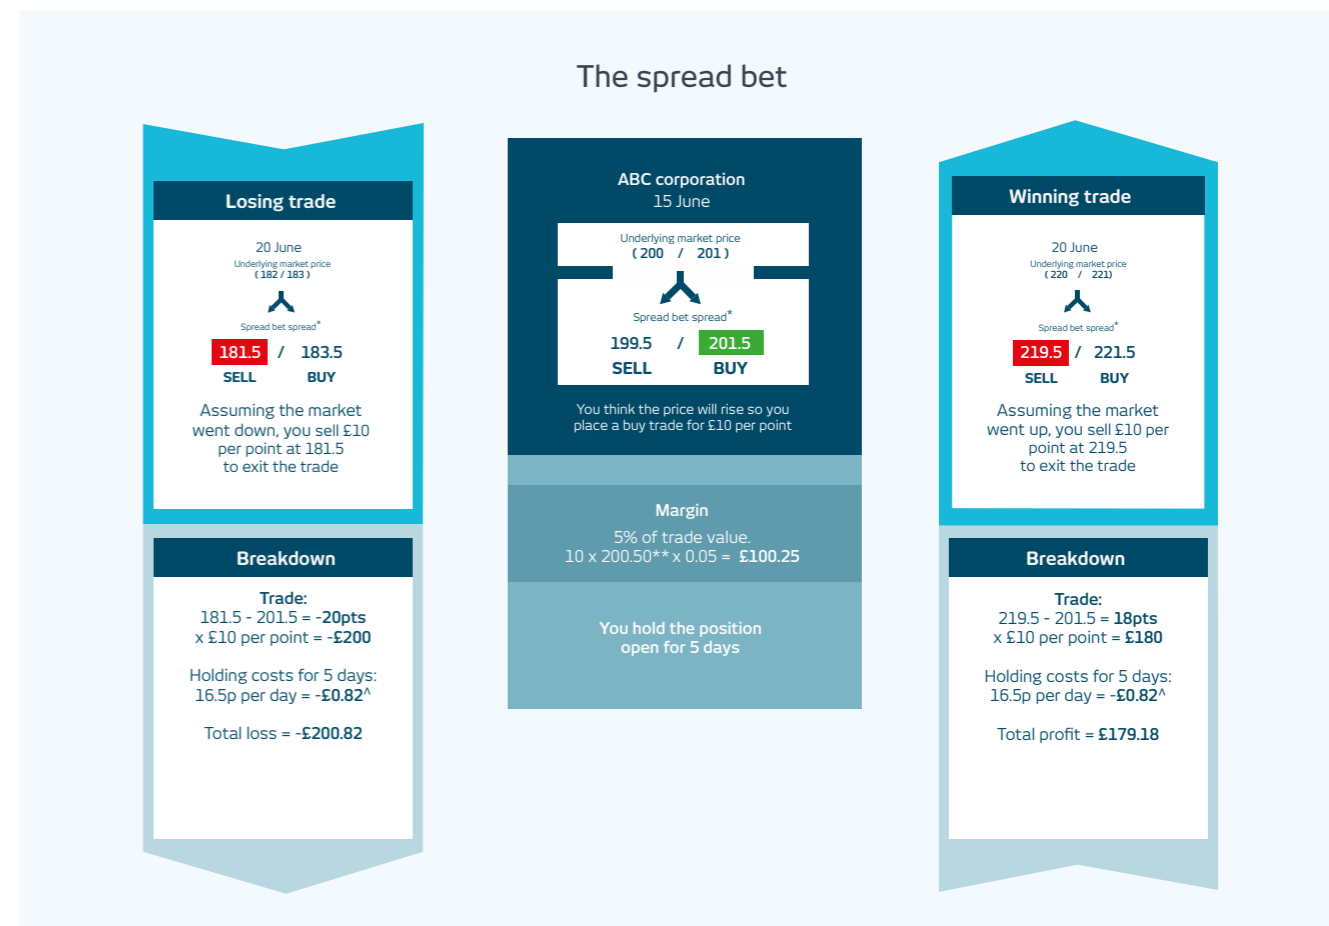 The spread bet
Losing trade
20 June
Underlying market price
( 182 / 183 )
Spread bet spread*
181.5 / 183.5
SELL BUY
Assuming the market
went down, you sell £10
per point at 181.5
to exit the trade
Breakdown
Trade:
181.5 - 201.5 = -20pts
x £10 per point = -£200
Holding costs for 5 days:
16.5p per day = -£0.82^
Total loss = -£200.82
ABC corporation
15 June
Underlying market price
( 200 / 201 )
Spread bet spread*
199.5 / 201.5
SELL BUY
You think the price will rise so you
place a buy trade for £10 per point
Margin
5% of trade value.
10 x 200.50** x 0.05 = £100.25
You hold the position
open for 5 days
Winning trade
20 June
Underlying market price
( 220 / 221)
Spread bet spread*
219.5 / 221.5
SELL BUY
Assuming the market
went up, you sell £10 per
point at 219.5
to exit the trade
Breakdown
Trade:
219.5 - 201.5 = 18pts
x £10 per point = £180
Holding costs for 5 days:
16.5p per day = -£0.82^
Total profit = £179.18